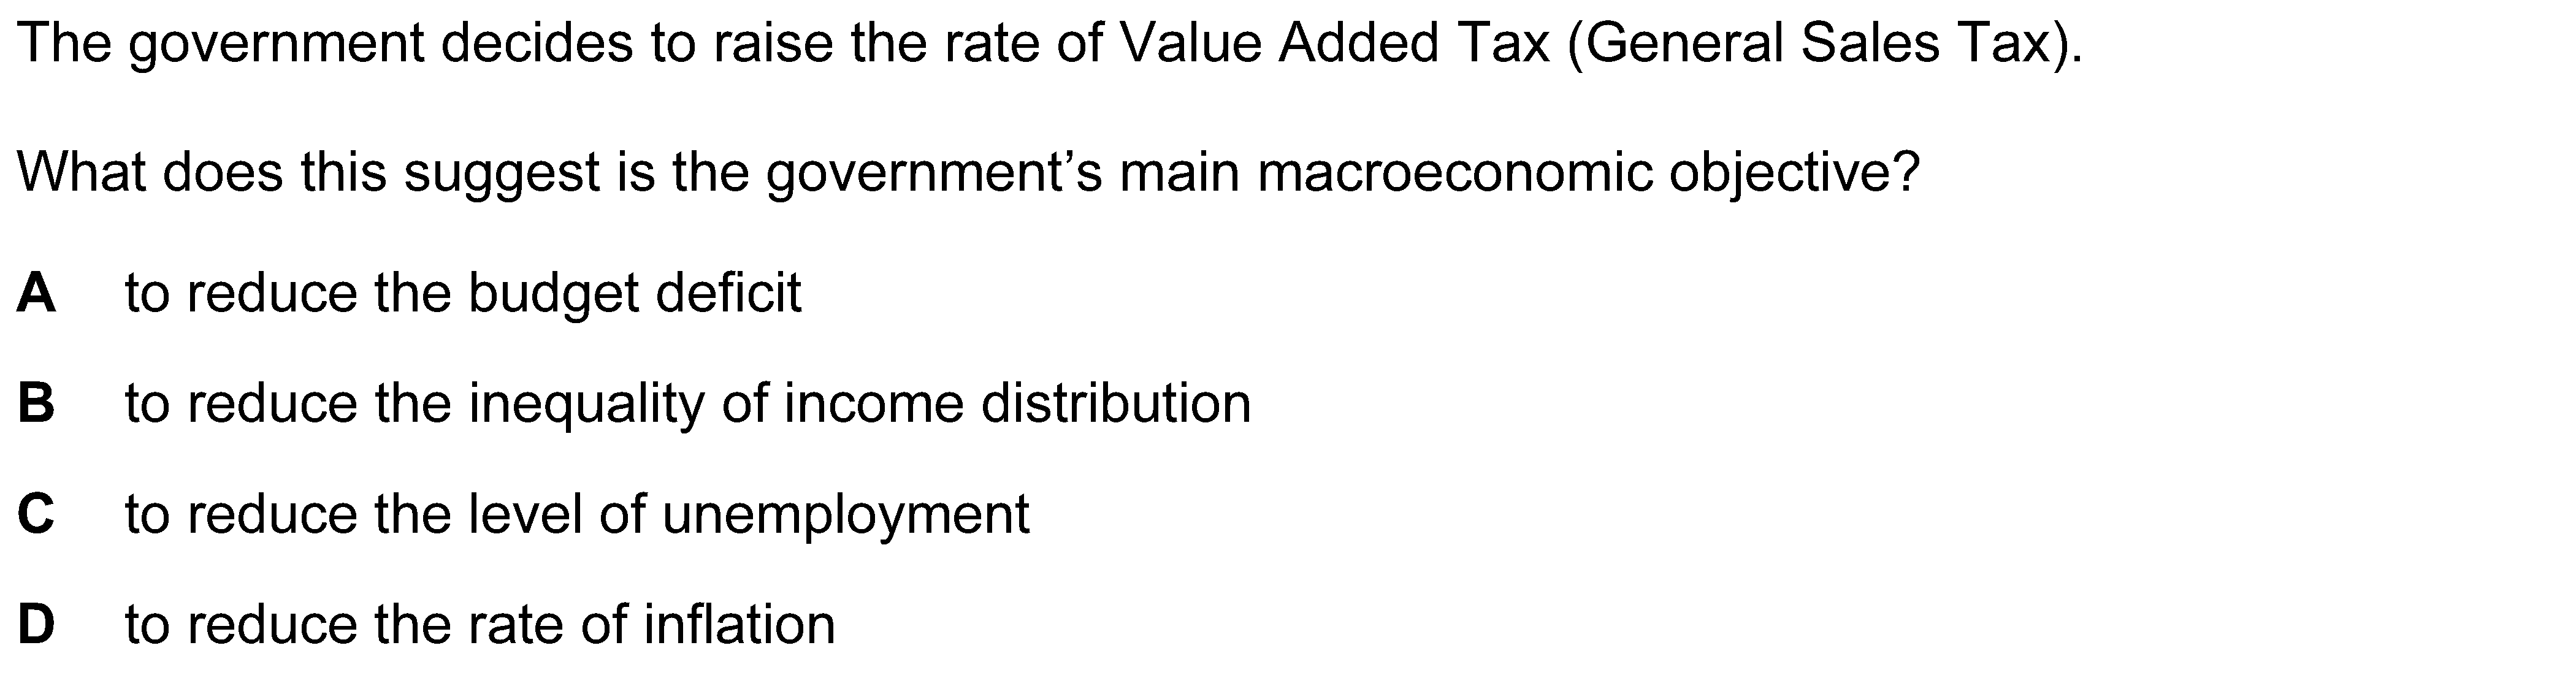 The government decides to raise the rate of Value Added Tax (General Sales Tax).
What does this suggest is the government’s main macroeconomic objective?
A to reduce the budget deficit
B to reduce the inequality of income distribution
C to reduce the level of unemployment
D to reduce the rate of inflation